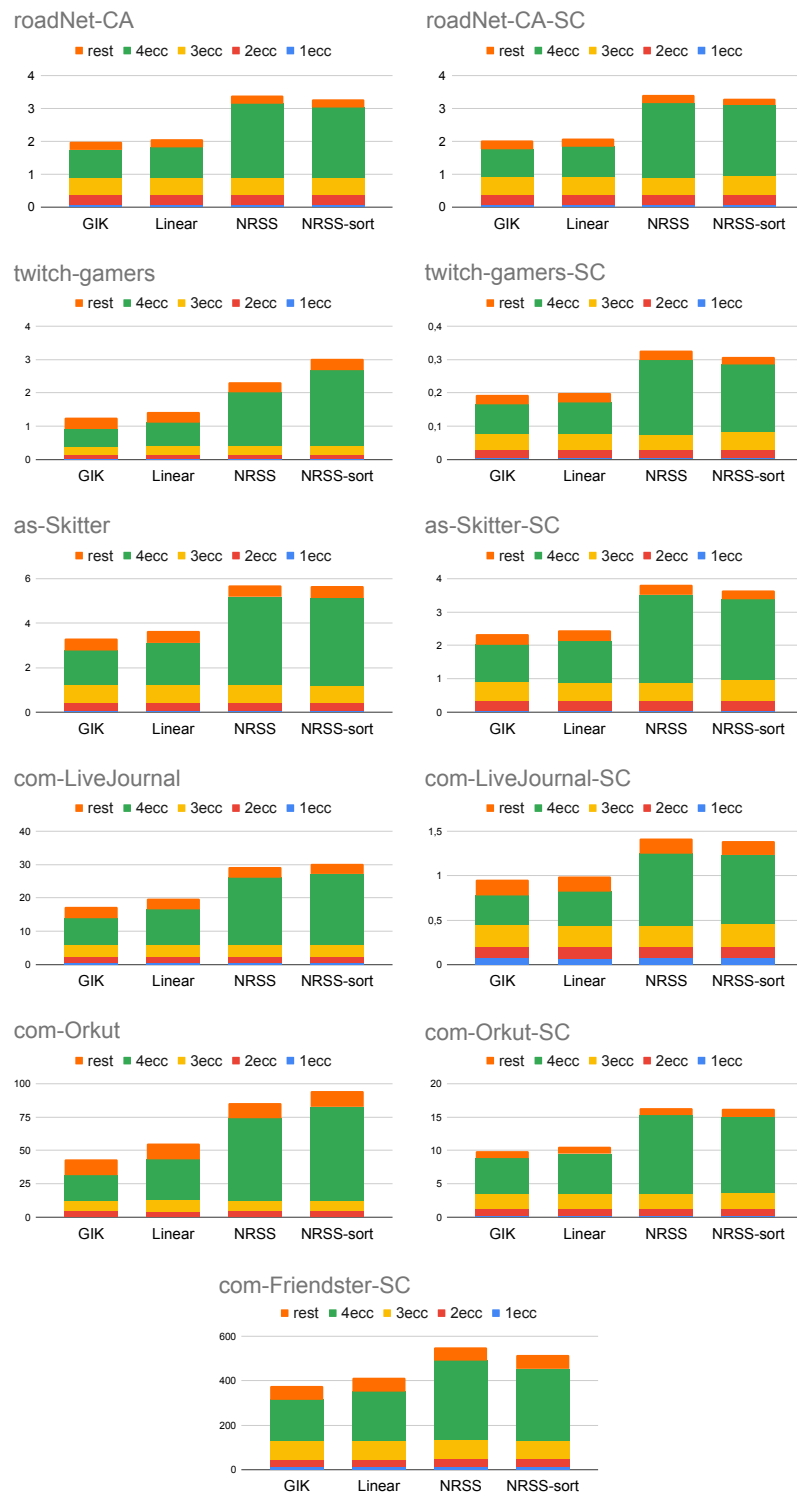 roadNet-CA
rest 4ecc 3ecc 2ecc 1ecc
4
3
2
1
0
GIK Linear NRSS NRSS-sort
roadNet-CA-SC
rest 4ecc 3ecc 2ecc 1ecc
4
3
2
1
0
GIK Linear NRSS NRSS-sort
twitch-gamers
rest 4ecc 3ecc 2ecc 1ecc
4
3
2
1
0
GIK Linear NRSS NRSS-sort
twitch-gamers-SC
rest 4ecc 3ecc 2ecc 1ecc
0,4
0,3
0,2
0,1
0
GIK Linear NRSS NRSS-sort
as-Skitter
rest 4ecc 3ecc 2ecc 1ecc
6
4
2
0
GIK Linear NRSS NRSS-sort
as-Skitter-SC
rest 4ecc 3ecc 2ecc 1ecc
4
3
2
1
0
GIK Linear NRSS NRSS-sort
com-LiveJournal
rest 4ecc 3ecc 2ecc 1ecc
40
30
20
10
0
GIK Linear NRSS NRSS-sort
com-LiveJournal-SC
rest 4ecc 3ecc 2ecc 1ecc
1,5
1
0,5
0
GIK Linear NRSS NRSS-sort
com-Orkut
rest 4ecc 3ecc 2ecc 1ecc
100
75
50
25
0
GIK Linear NRSS NRSS-sort
com-Orkut-SC
rest 4ecc 3ecc 2ecc 1ecc
20
15
10
5
0
GIK Linear NRSS NRSS-sort
com-Friendster-SC
rest 4ecc 3ecc 2ecc 1ecc
600
400
200
0
GIK Linear NRSS NRSS-sort